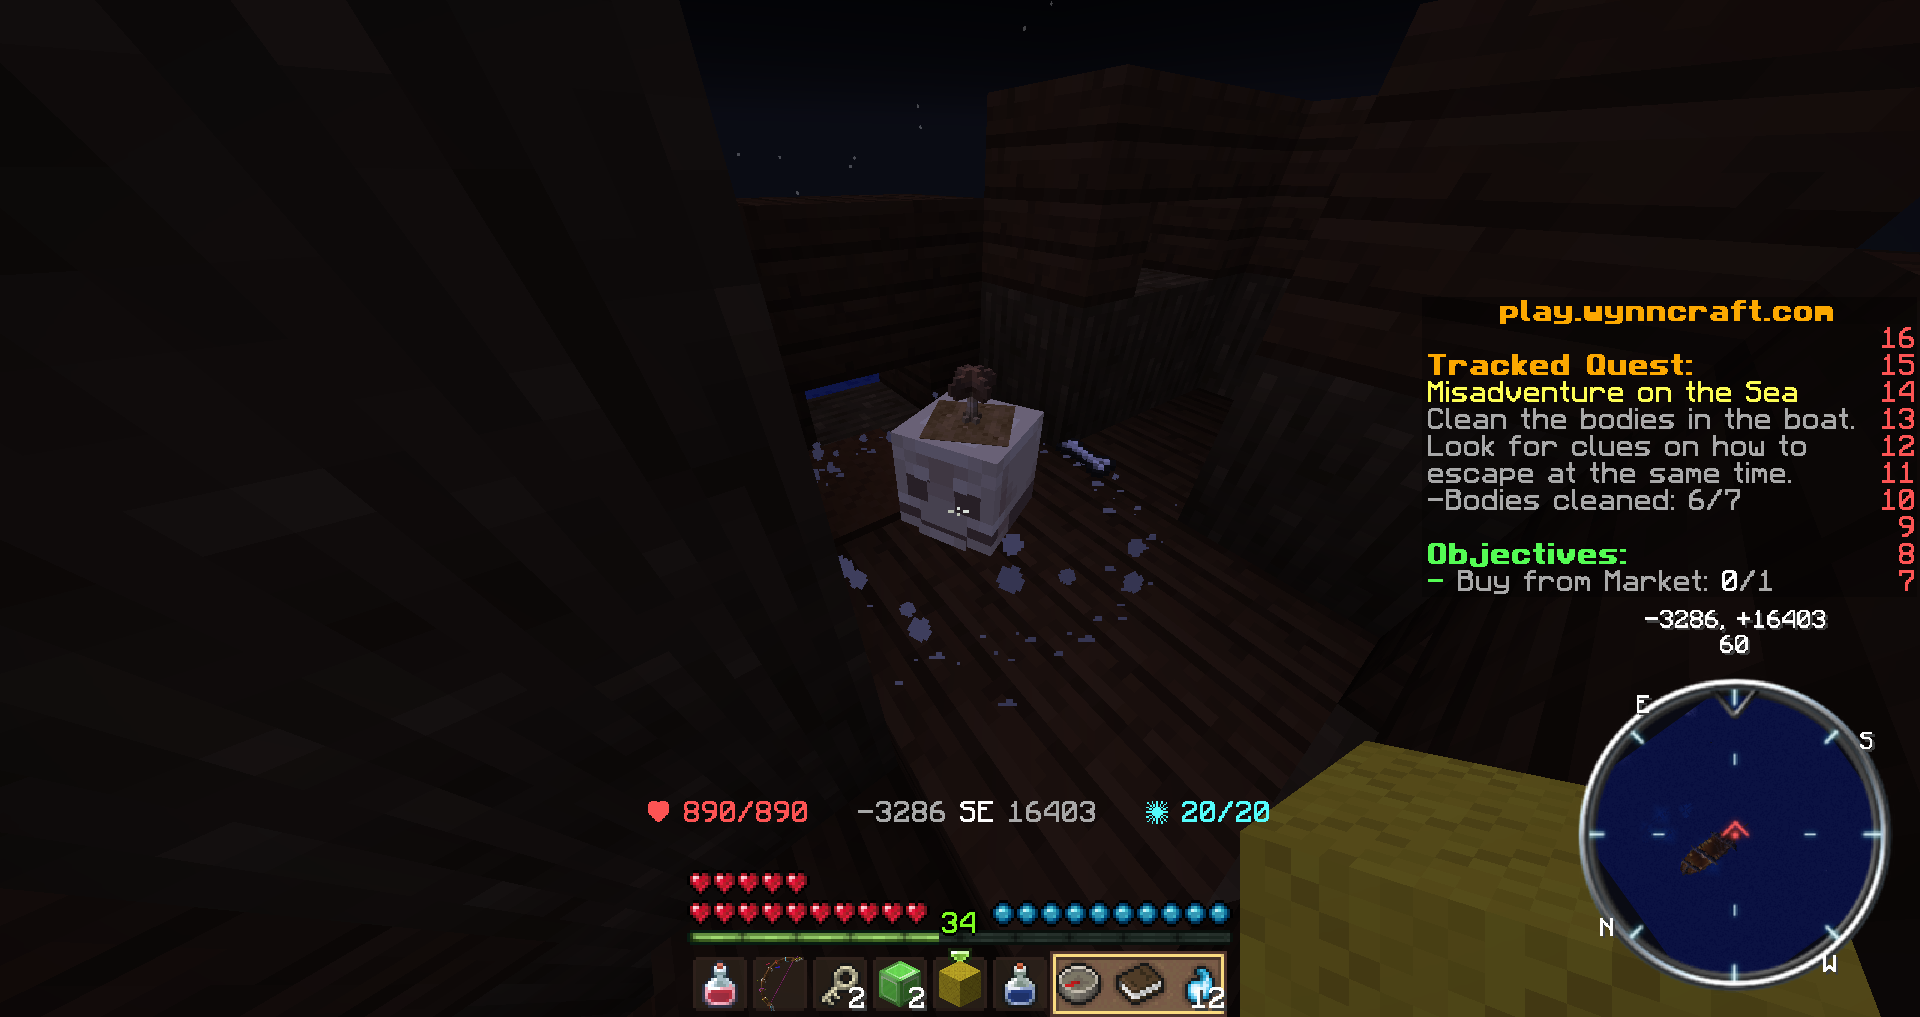 play.wynncraft.com
16
Tracked Quest: 15
Misadventure on the Sea 14
Clean the bodies in the boat. 13
Look for clues on how to 12
escape at the same time. 11
-Bodies cleaned: 6/7 10
9
Objectives: 8
- Buy from Market: 0/1 7
-3286, +16403
60
E
S
N
W
890/890 -3286 SE 16403 20/20
34
2 2 12